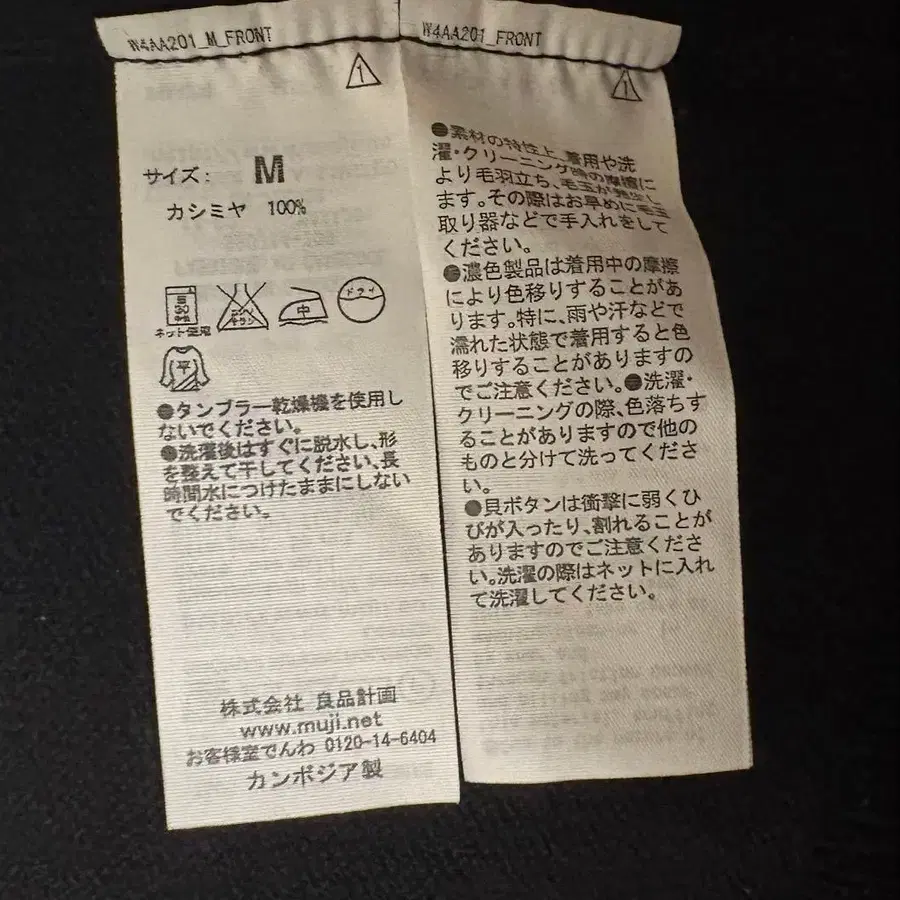 W4AA201_M_FRONT
1
サイズ: M
カシミヤ 100%
30
中性
ネット使用
エンソ
サラシ
中
ドライ
平
●タンブラー乾燥機を使用し
ないでください。
●洗濯後はすぐに脱水し、形
を整えて干してください、長
時間水につけたままにしない
でください。
株式会社 良品計画
www.muji.net
お客様室でんわ 0120-14-6404
カンボジア製
W4AA201_FRONT
1
●素材の特性上、着用や洗
濯・クリーニング時の摩擦に
より毛羽立ち、毛玉が発生し
ます。その際はお早めに毛玉
取り器などで手入れをして
ください。
●濃色製品は着用中の摩擦
により色移りすることがあ
ります。特に、雨や汗などで
濡れた状態で着用すると色
移りすることがありますの
でご注意ください。●洗濯・
クリーニングの際、色落ちす
ることがありますので他の
ものと分けて洗ってくださ
い。
●貝ボタンは衝撃に弱くひ
びが入ったり、割れることが
ありますのでご注意くださ
い。洗濯の際はネットに入れ
て洗濯してください。